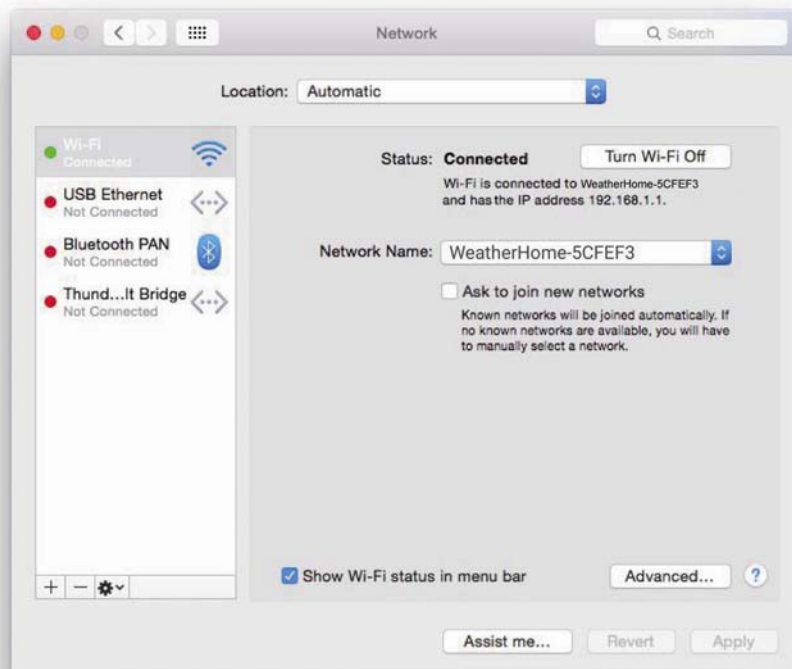 Network
Search
Location: Automatic
Wi-Fi
Connected
USB Ethernet
Not Connected
Bluetooth PAN
Not Connected
Thund...lt Bridge
Not Connected
Status: Connected
Turn Wi-Fi Off
Wi-Fi is connected to WeatherHome-5CFEF3
and has the IP address 192.168.1.1.
Network Name: WeatherHome-5CFEF3
Ask to join new networks
Known networks will be joined automatically. If
no known networks are available, you will have
to manually select a network.
Show Wi-Fi status in menu bar
Advanced...
?
Assist me...
Revert
Apply